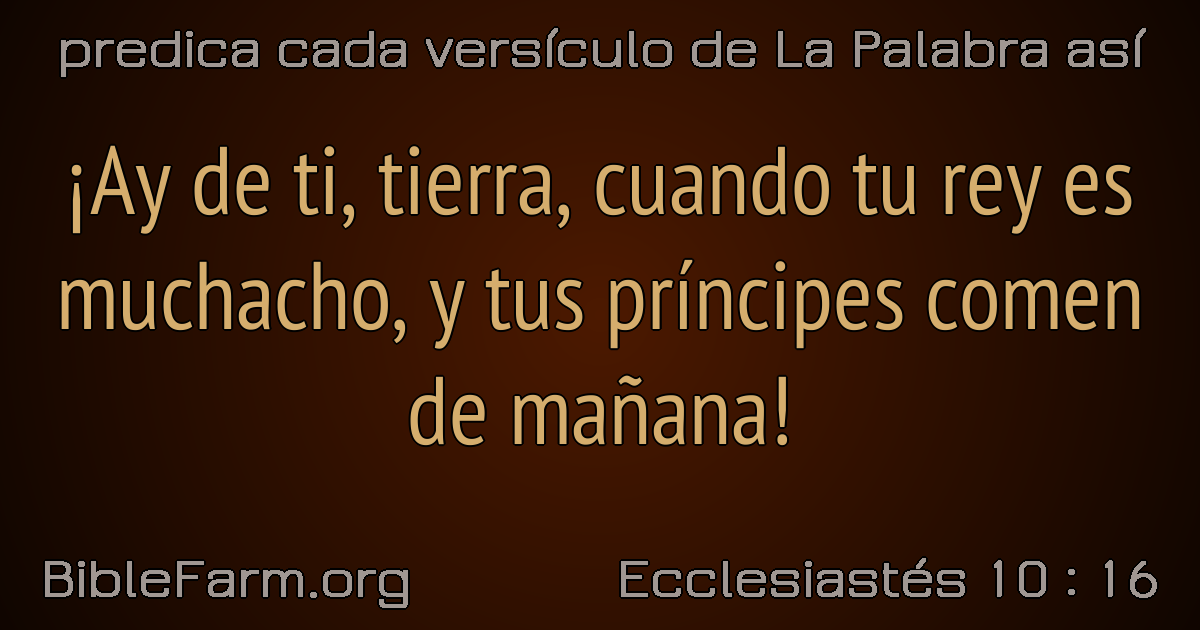 predica cada versículo de La Palabra así
¡Ay de ti, tierra, cuando tu rey es
muchacho, y tus príncipes comen
de mañana!
BibleFarm.org
Ecclesiastés 10 : 16